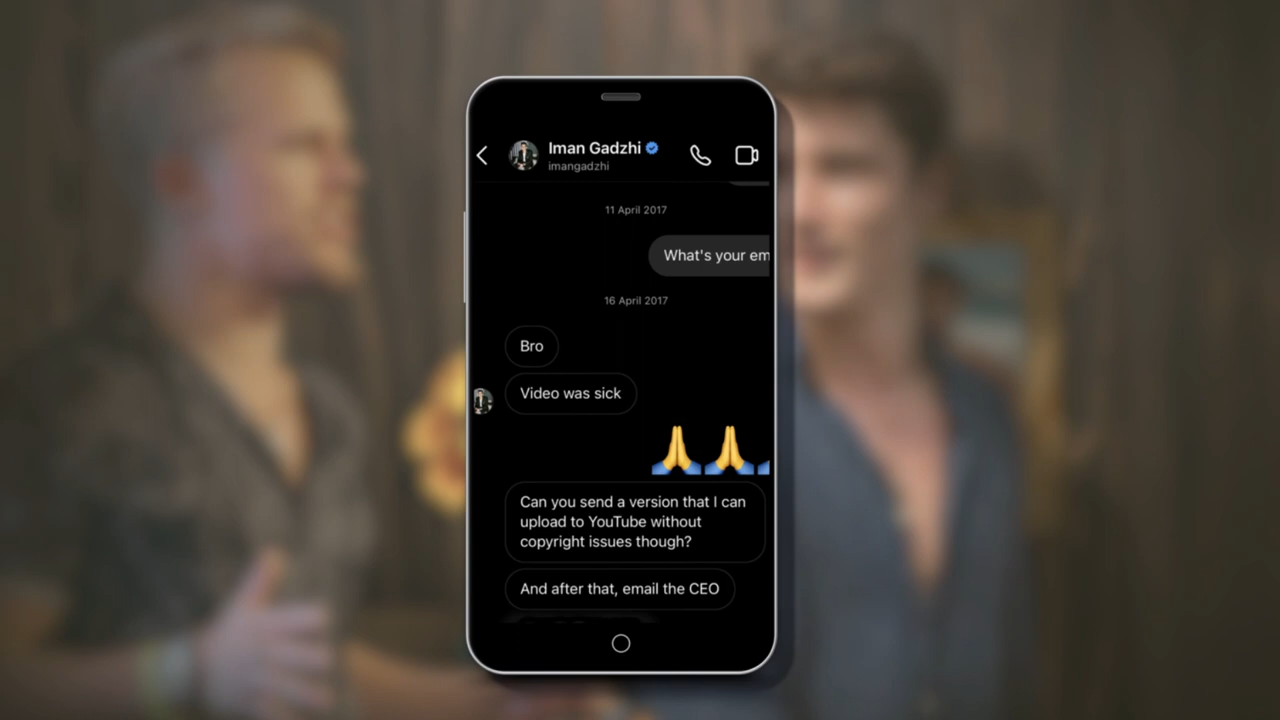 Iman Gadzhi
imangadzhi
11 April 2017
What's your em
16 April 2017
Bro
Video was sick
🙏🙏
Can you send a version that I can
upload to YouTube without
copyright issues though?
And after that, email the CEO